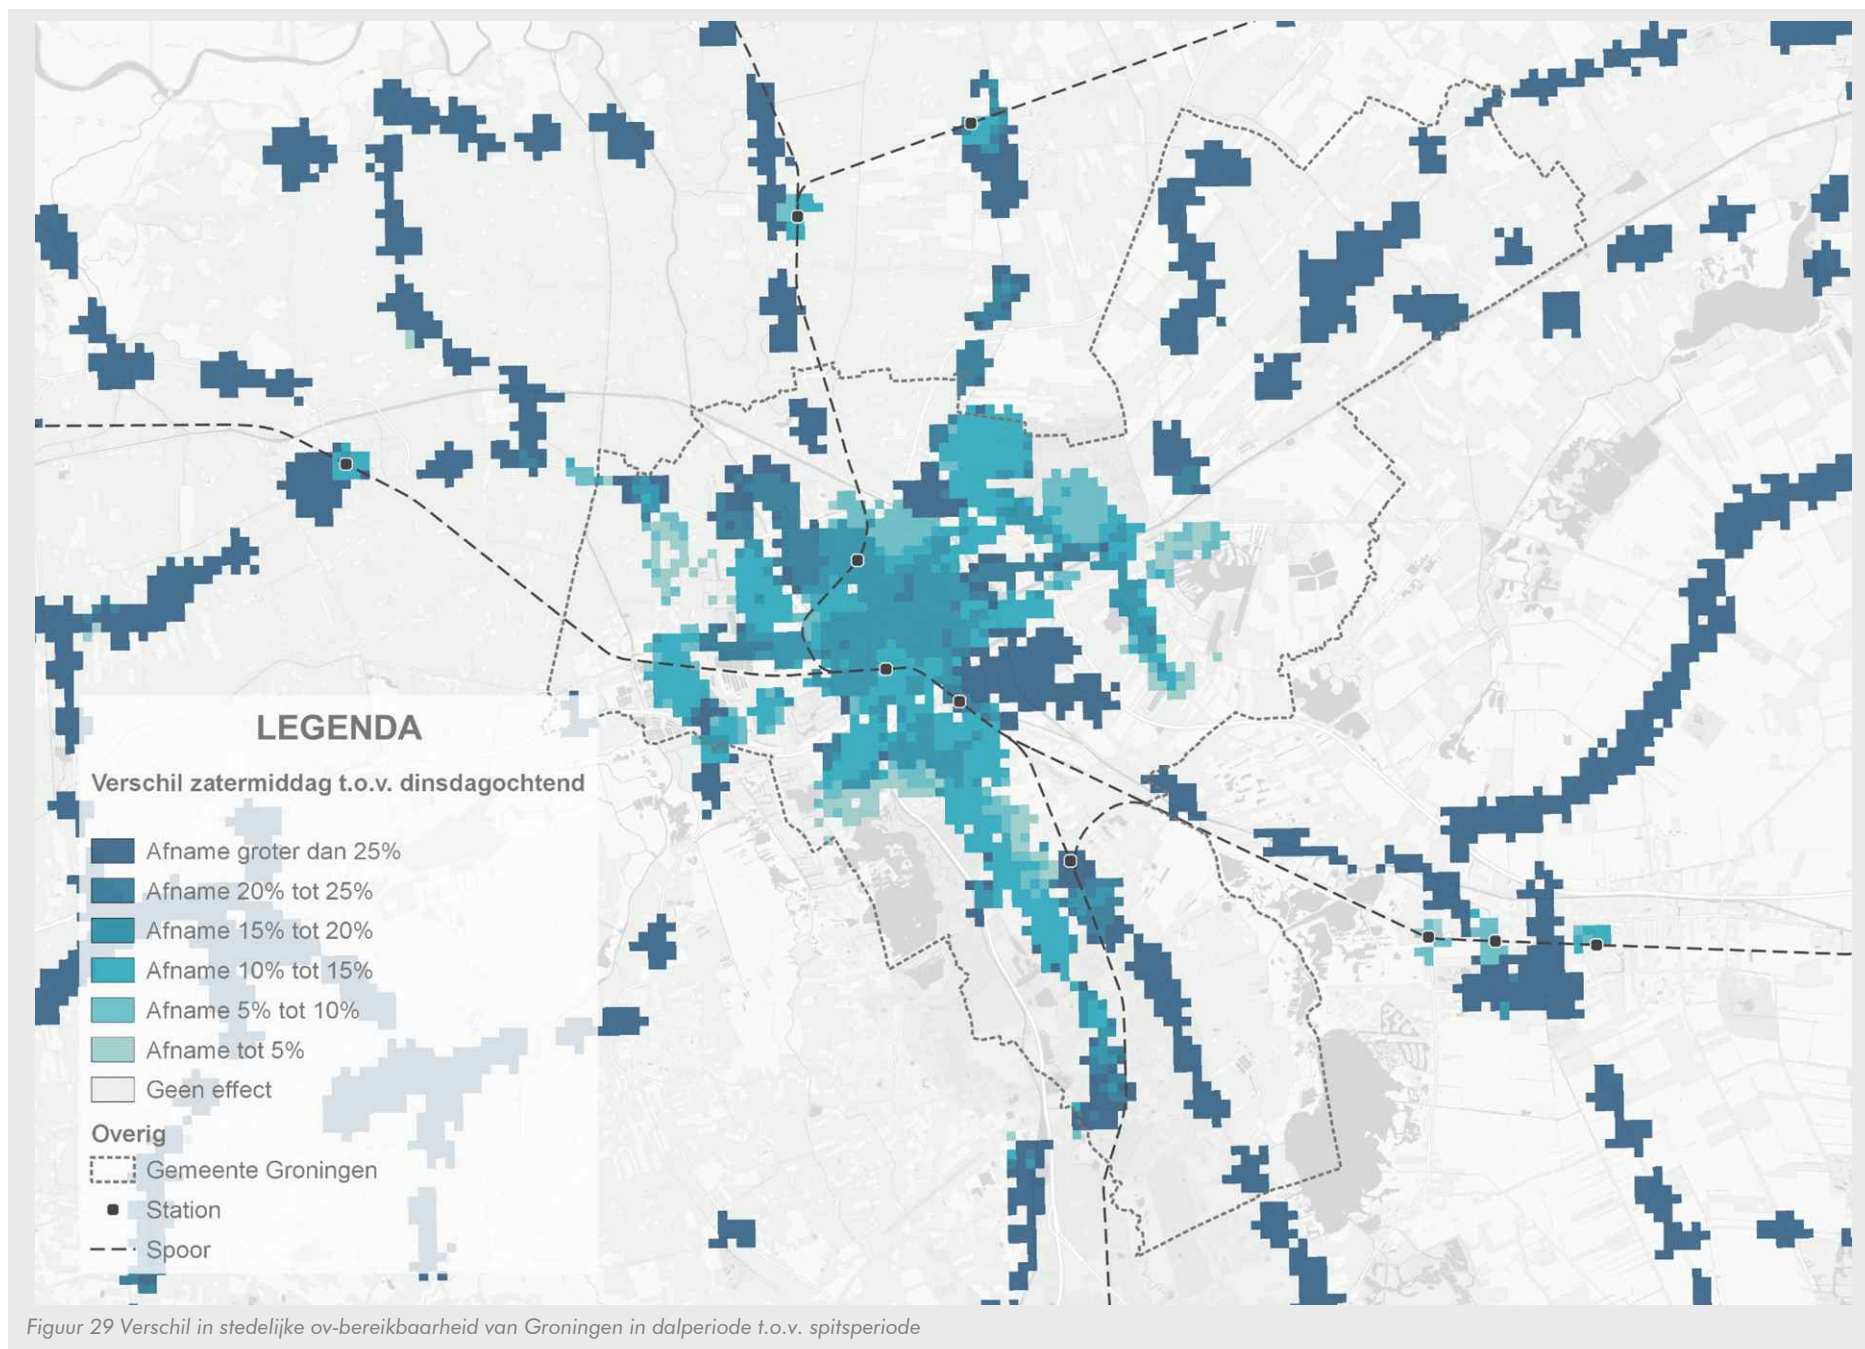 LEGENDA
Verschil zatermiddag t.o.v. dinsdagochtend
Afname groter dan 25%
Afname 20% tot 25%
Afname 15% tot 20%
Afname 10% tot 15%
Afname 5% tot 10%
Afname tot 5%
Geen effect
Overig
Gemeente Groningen
Station
Spoor
Figuur 29 Verschil in stedelijke ov-bereikbaarheid van Groningen in dalperiode t.o.v. spitsperiode